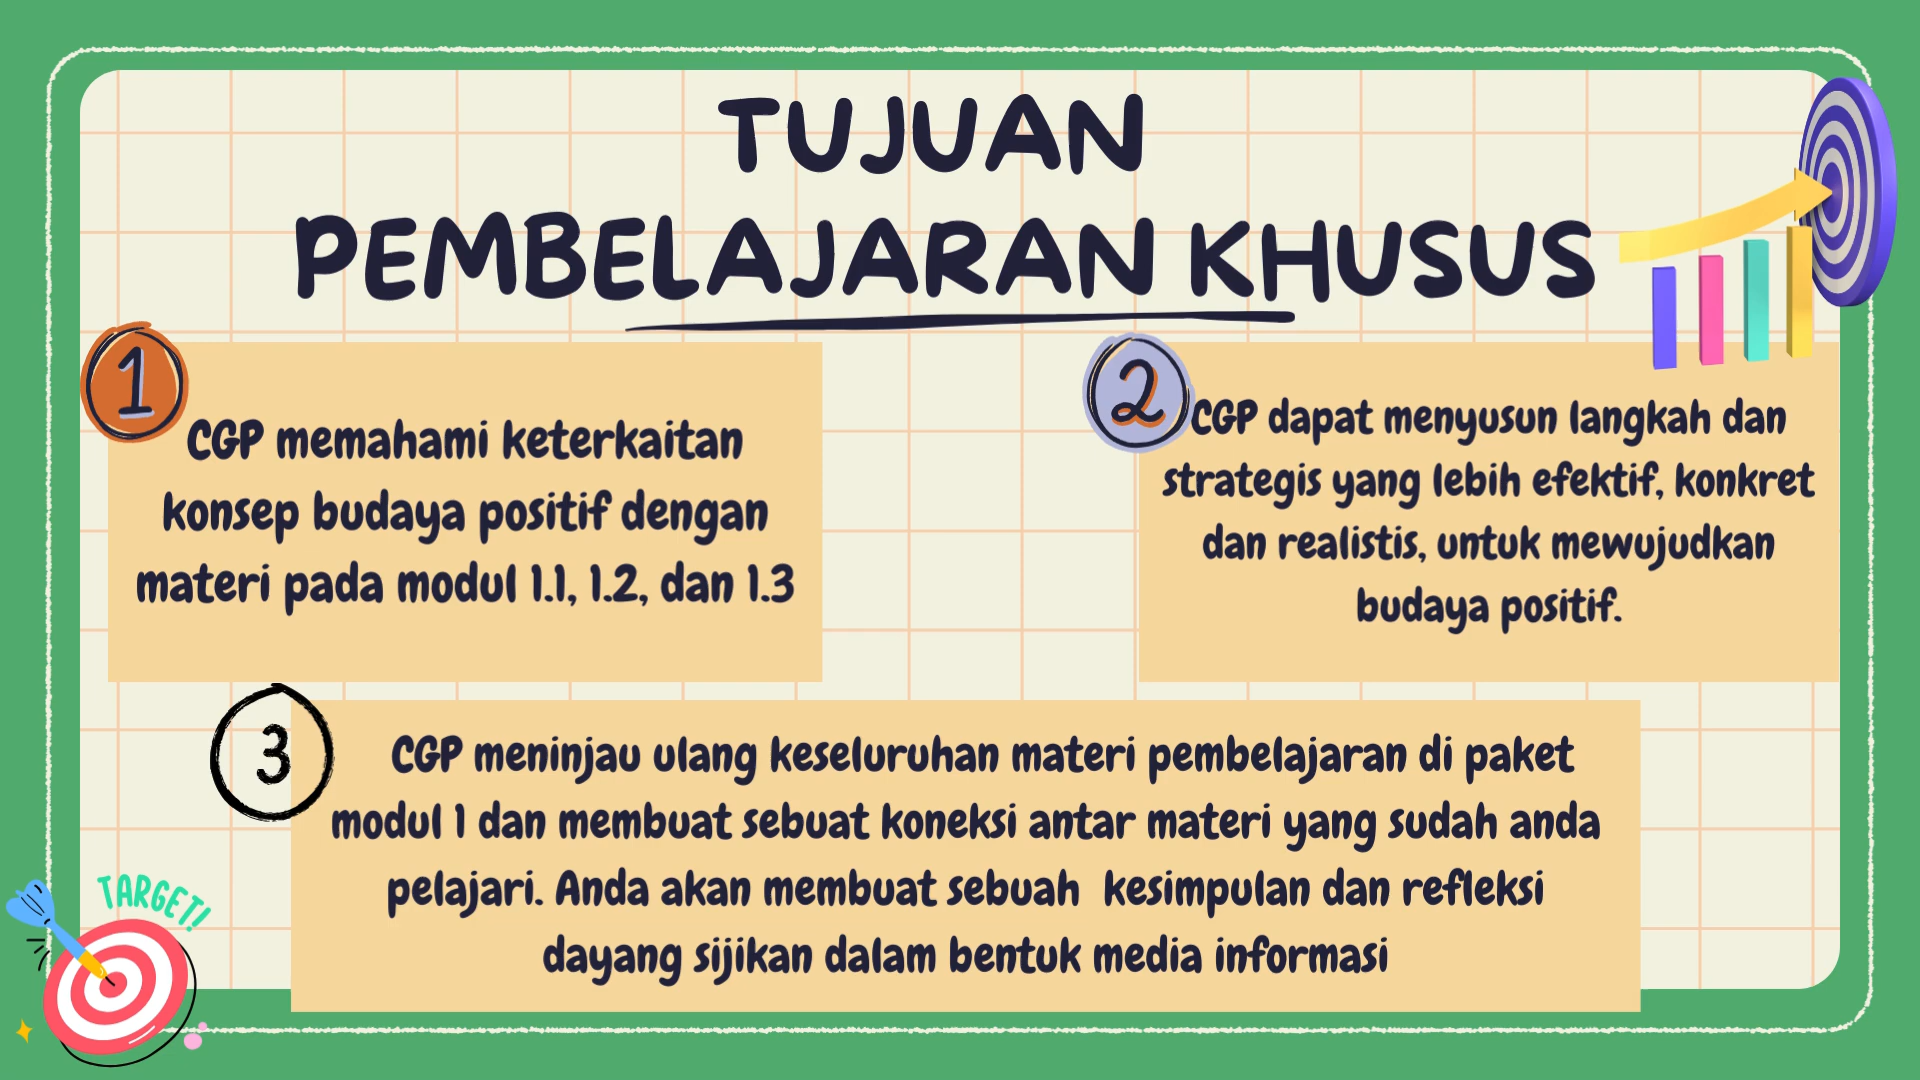 TUJUAN
PEMBELAJARAN KHUSUS
1
CGP memahami keterkaitan
konsep budaya positif dengan
materi pada modul 1.1, 1.2, dan 1.3
2
CGP dapat menyusun langkah dan
strategis yang lebih efektif, konkret
dan realistis, untuk mewujudkan
budaya positif.
3
CGP meninjau ulang keseluruhan materi pembelajaran di paket
modul 1 dan membuat sebuat koneksi antar materi yang sudah anda
pelajari. Anda akan membuat sebuah kesimpulan dan refleksi
dayang sijikan dalam bentuk media informasi
TARGET!